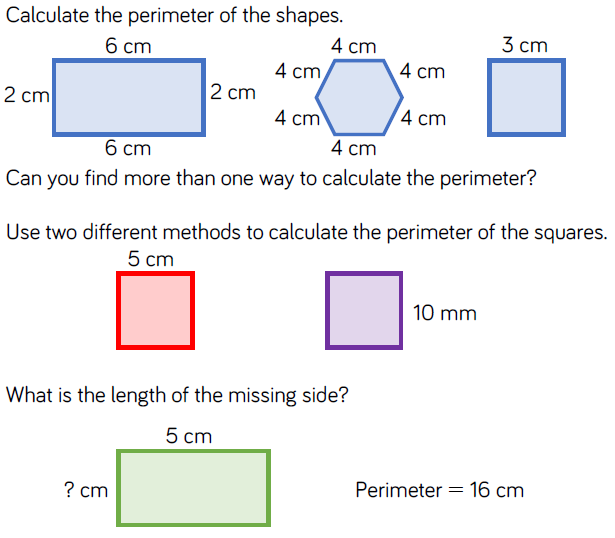 Calculate the perimeter of the shapes.
6 cm
4 cm
3 cm
4 cm
4 cm
2 cm
2 cm
4 cm
4 cm
6 cm
4 cm
Can you find more than one way to calculate the perimeter?
Use two different methods to calculate the perimeter of the squares.
5 cm
10 mm
What is the length of the missing side?
5 cm
? cm
Perimeter = 16 cm